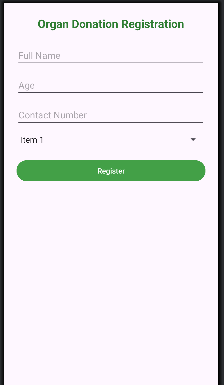 Organ Donation Registration
Full Name
Age
Contact Number
Item 1
Register